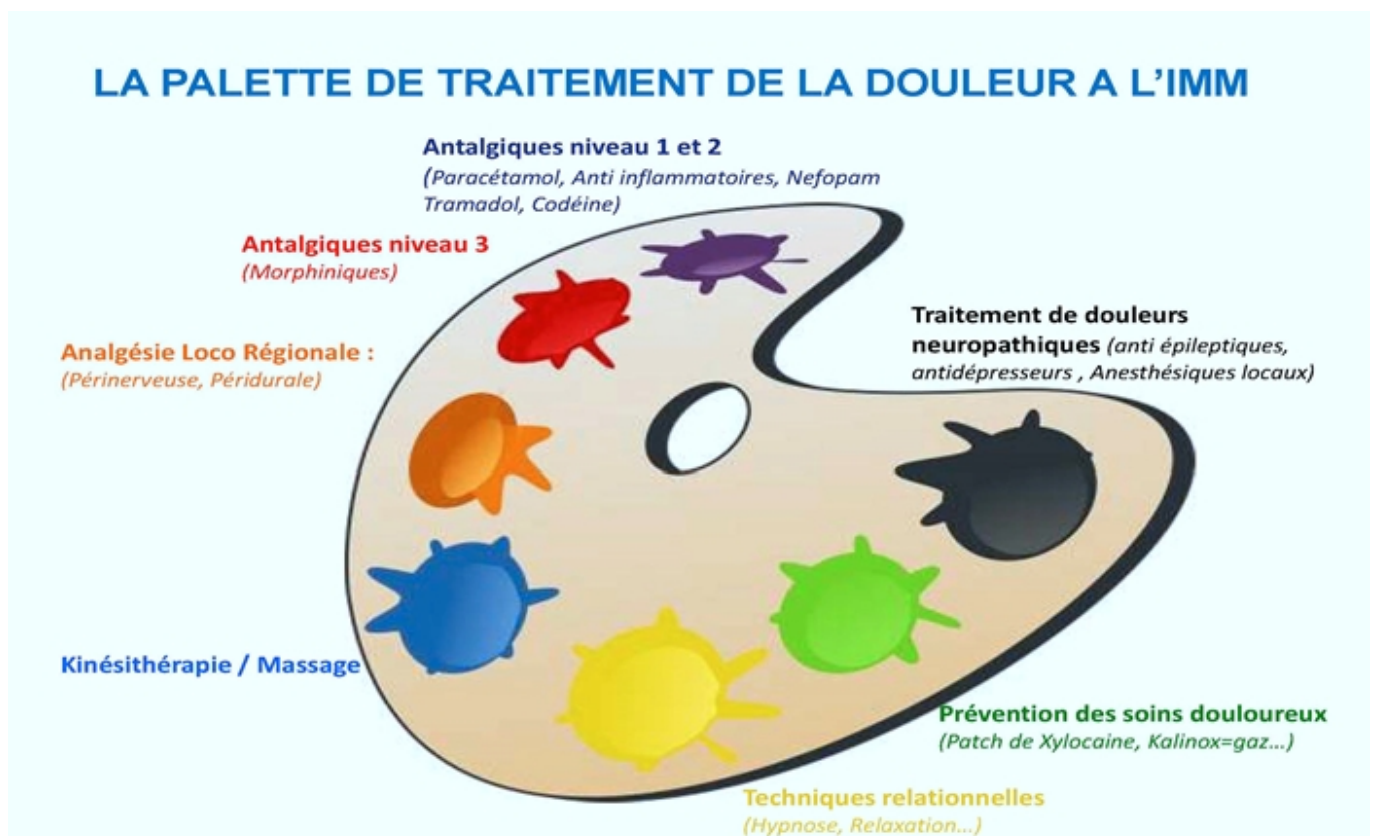 LA PALETTE DE TRAITEMENT DE LA DOULEUR A L'IMM
Antalgiques niveau 1 et 2
(Paracétamol, Anti inflammatoires, Nefopam
Tramadol, Codéine)
Antalgiques niveau 3
(Morphiniques)
Traitement de douleurs
neuropathiques (anti épileptiques,
antidépresseurs , Anesthésiques locaux)
Analgésie Loco Régionale :
(Périnerveuse, Péridurale)
Kinésithérapie / Massage
Prévention des soins douloureux
(Patch de Xylocaine, Kalinox=gaz...)
Techniques relationnelles
(Hypnose, Relaxation...)